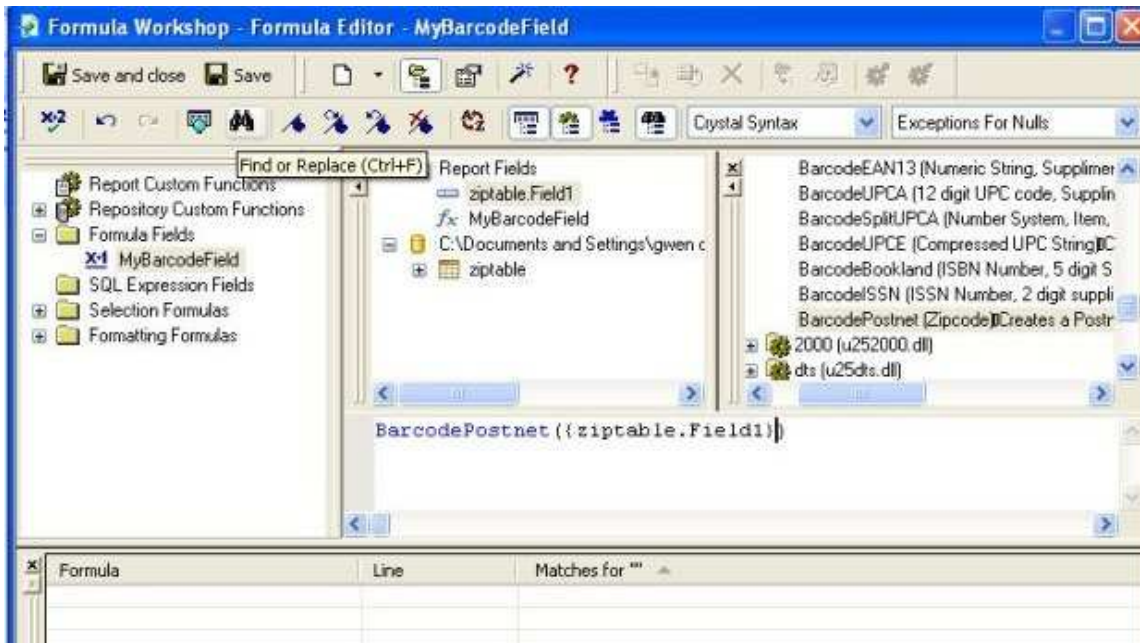 Formula Workshop - Formula Editor - MyBarcodeField
Save and close Save
Crystal Syntax Exceptions For Nulls
Find or Replace (Ctrl+F)
Report Custom Functions
Repository Custom Functions
Formula Fields
MyBarcodeField
SQL Expression Fields
Selection Formulas
Formatting Formulas
Report Fields
ziptable.Field1
MyBarcodeField
C:\Documents and Settings\gwen c
ziptable
BarcodeEAN13 (Numeric String, Supplimer
BarcodeUPCA (12 digit UPC code, Supplin
BarcodeSplitUPCA (Number System, Item,
BarcodeUPCE (Compressed UPC String)C
BarcodeBookland (ISBN Number, 5 digit S
BarcodeISSN (ISSN Number, 2 digit suppli
BarcodePostnet (Zipcode)Creates a Postr
2000 (u252000.dll)
dts (u25dts.dll)
BarcodePostnet({ziptable.Field1})
Formula Line Matches for ""